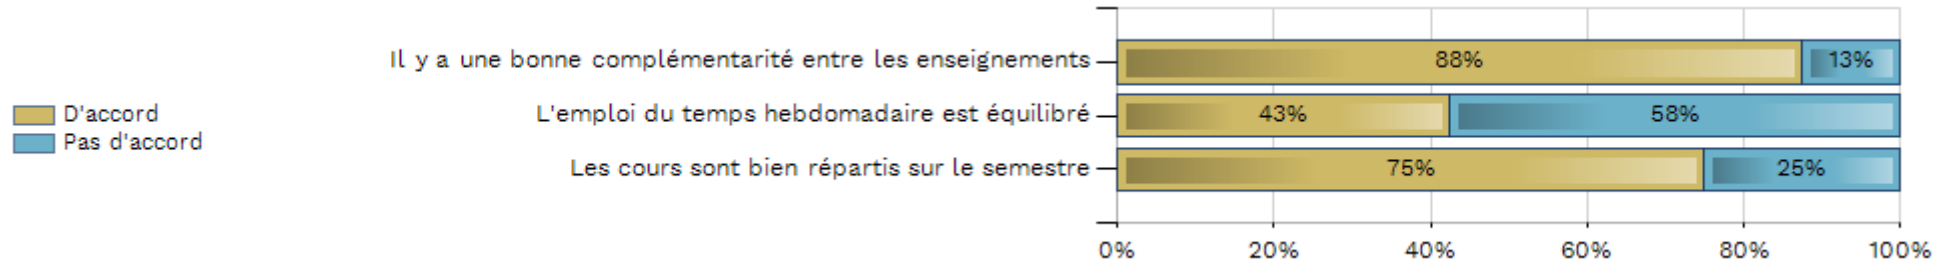 D'accord
Pas d'accord
Il y a une bonne complémentarité entre les enseignements
88%
13%
L'emploi du temps hebdomadaire est équilibré
43%
58%
Les cours sont bien répartis sur le semestre
75%
25%
0%
20%
40%
60%
80%
100%